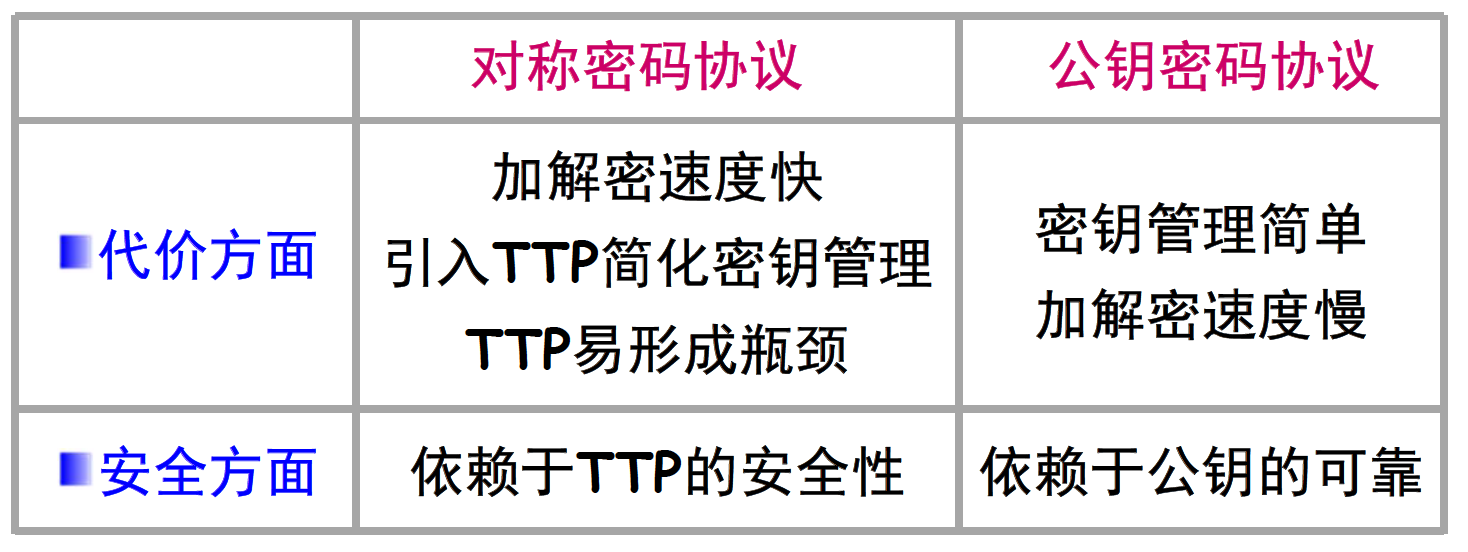 对称密码协议
公钥密码协议
代价方面
加解密速度快
引入TTP简化密钥管理
TTP易形成瓶颈
密钥管理简单
加解密速度慢
安全方面
依赖于TTP的安全性
依赖于公钥的可靠